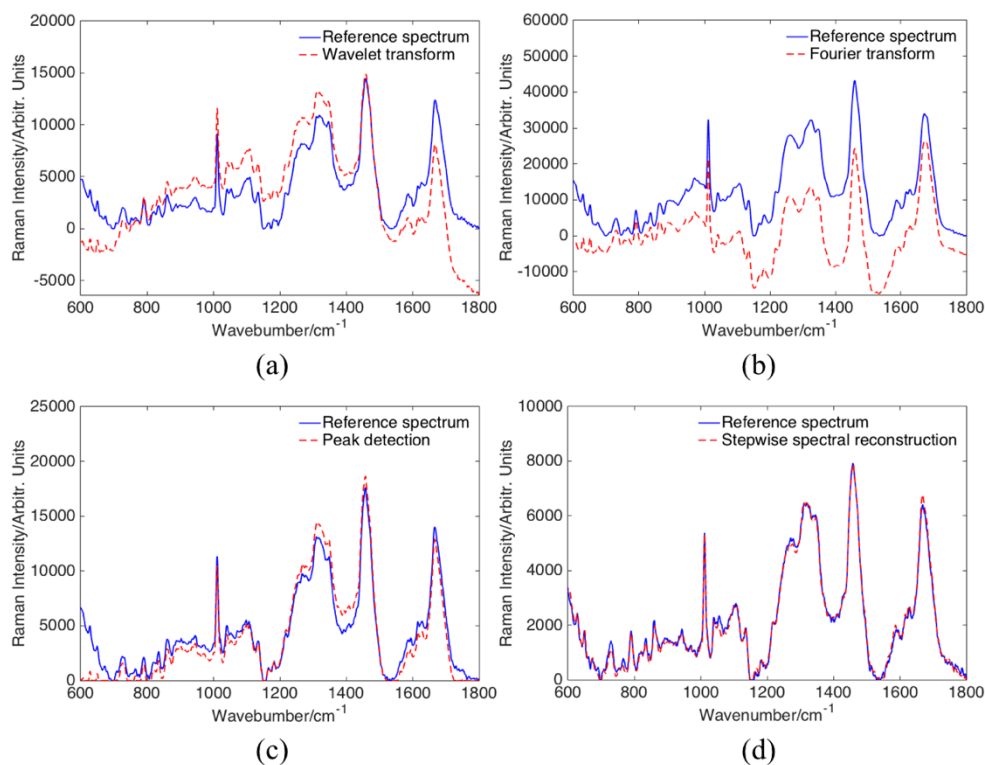 20000
15000
10000
5000
0
-5000
Raman Intensity/Arbitr. Units
Reference spectrum
Wavelet transform
600 800 1000 1200 1400 1600 1800
Wavebumber/cm-1
(a)
60000
50000
40000
30000
20000
10000
0
-10000
Raman Intensity/Arbitr. Units
Reference spectrum
Fourier transform
600 800 1000 1200 1400 1600 1800
Wavebumber/cm-1
(b)
25000
20000
15000
10000
5000
0
Raman Intensity/Arbitr. Units
Reference spectrum
Peak detection
600 800 1000 1200 1400 1600 1800
Wavebumber/cm-1
(c)
8000
6000
4000
2000
0
Raman Intensity/Arbitr. Units
Reference spectrum
Stepwise spectral reconstruction
600 800 1000 1200 1400 1600 1800
Wavenumber/cm-1
(d)